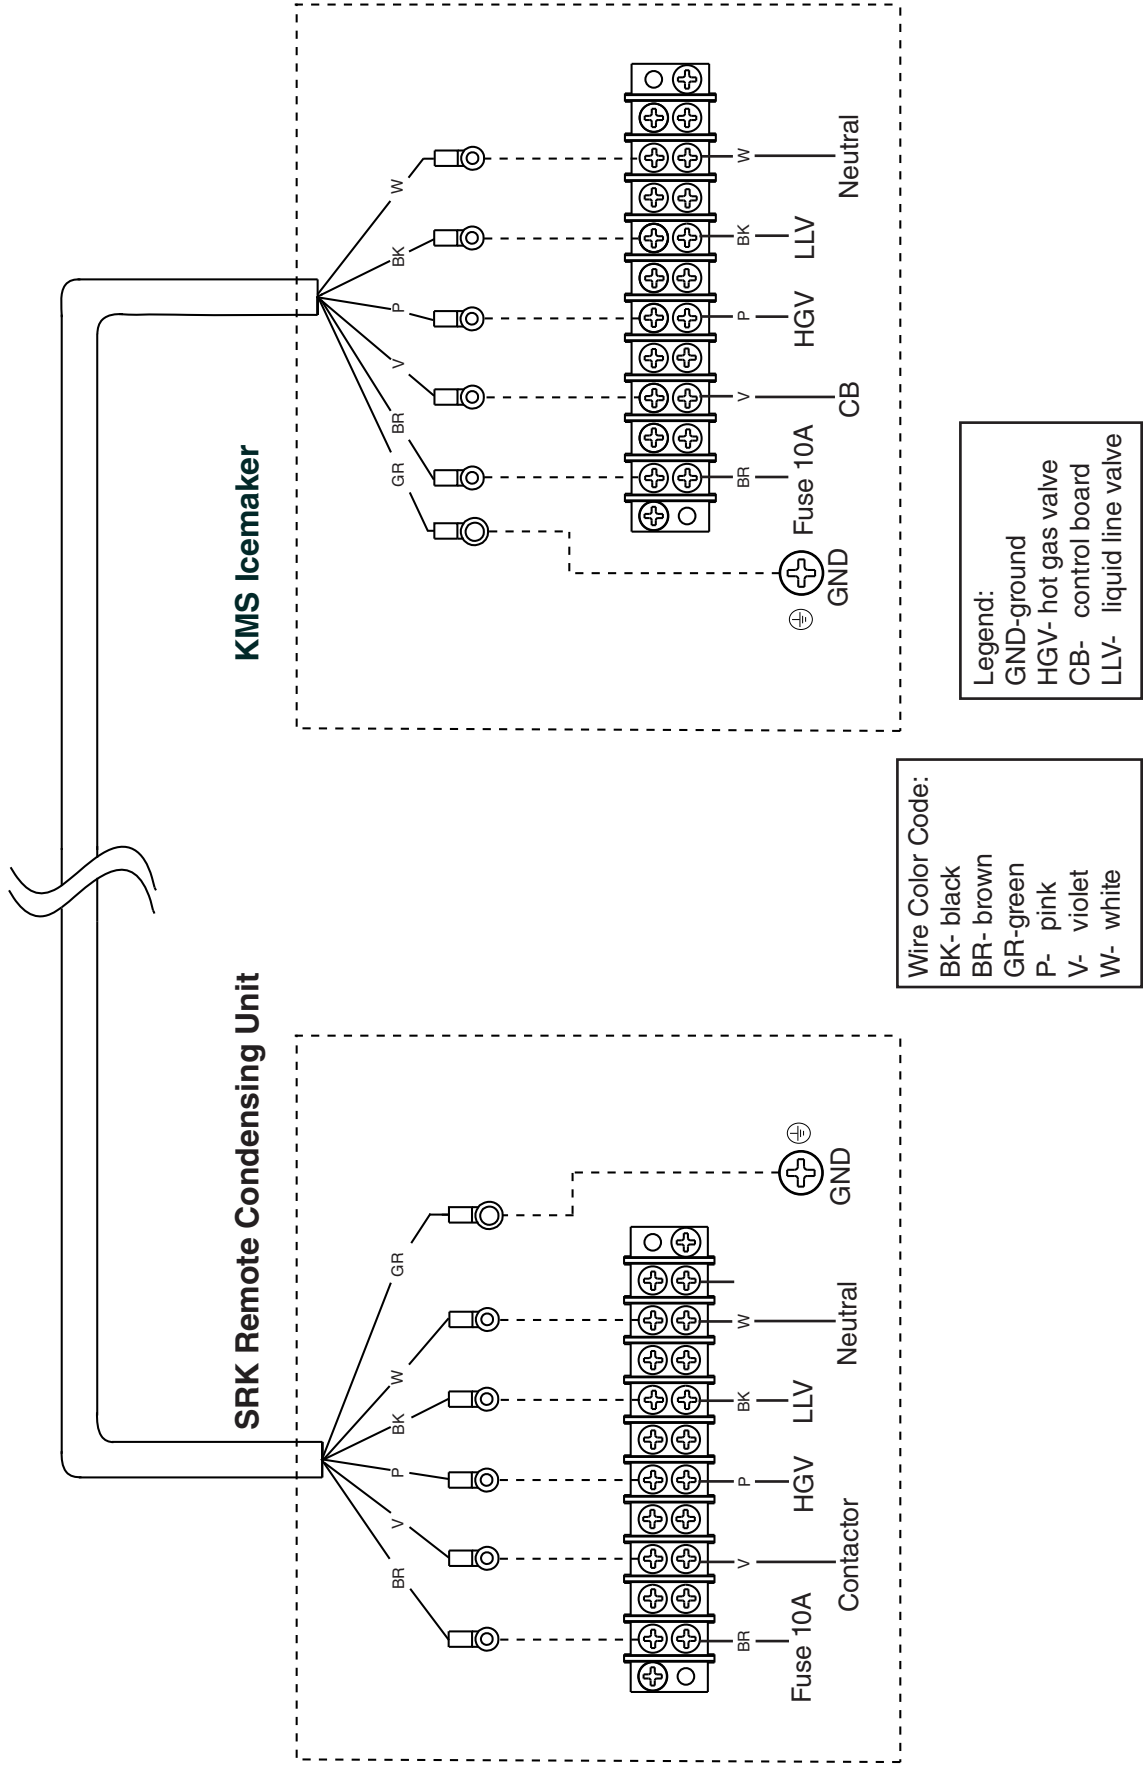 SRK Remote Condensing Unit
BR
V
P
BK
W
GR
BR
V
P
BK
W
Fuse 10A
Contactor
HGV
LLV
Neutral
GND
KMS Icemaker
GR
BR
V
P
BK
W
BR
V
P
BK
W
GND
Fuse 10A
CB
HGV
LLV
Neutral
Wire Color Code:
BK- black
BR- brown
GR-green
P- pink
V- violet
W- white
Legend:
GND-ground
HGV- hot gas valve
CB- control board
LLV- liquid line valve